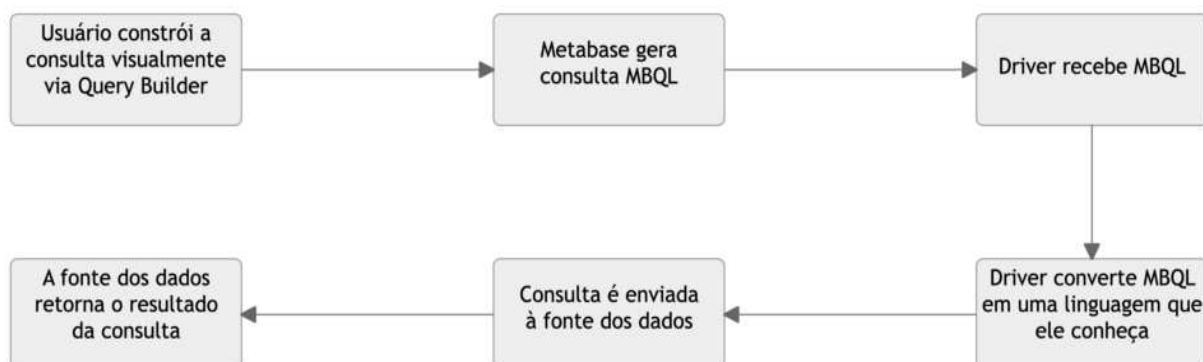 Usuário constrói a
consulta visualmente
via Query Builder
Metabase gera
consulta MBQL
Driver recebe MBQL
Driver converte MBQL
em uma linguagem que
ele conheça
Consulta é enviada
à fonte dos dados
A fonte dos dados
retorna o resultado
da consulta